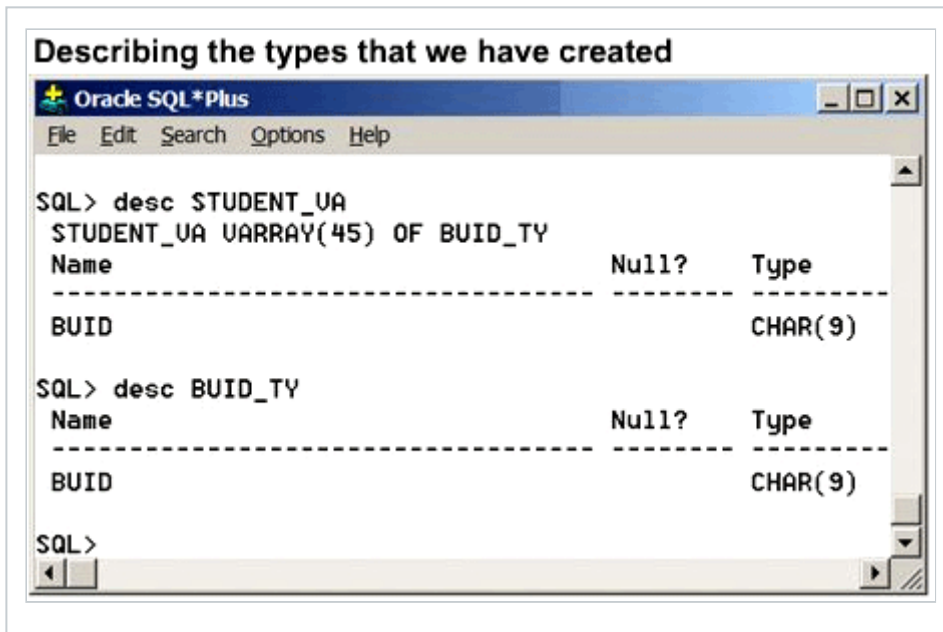 Describing the types that we have created
Oracle SQL*Plus
File Edit Search Options Help
SQL> desc STUDENT_VA
STUDENT_VA VARRAY(45) OF BUID_TY
Name Null? Type
----------------------------------- -------- ---------
BUID CHAR(9)
SQL> desc BUID_TY
Name Null? Type
----------------------------------- -------- ---------
BUID CHAR(9)
SQL>